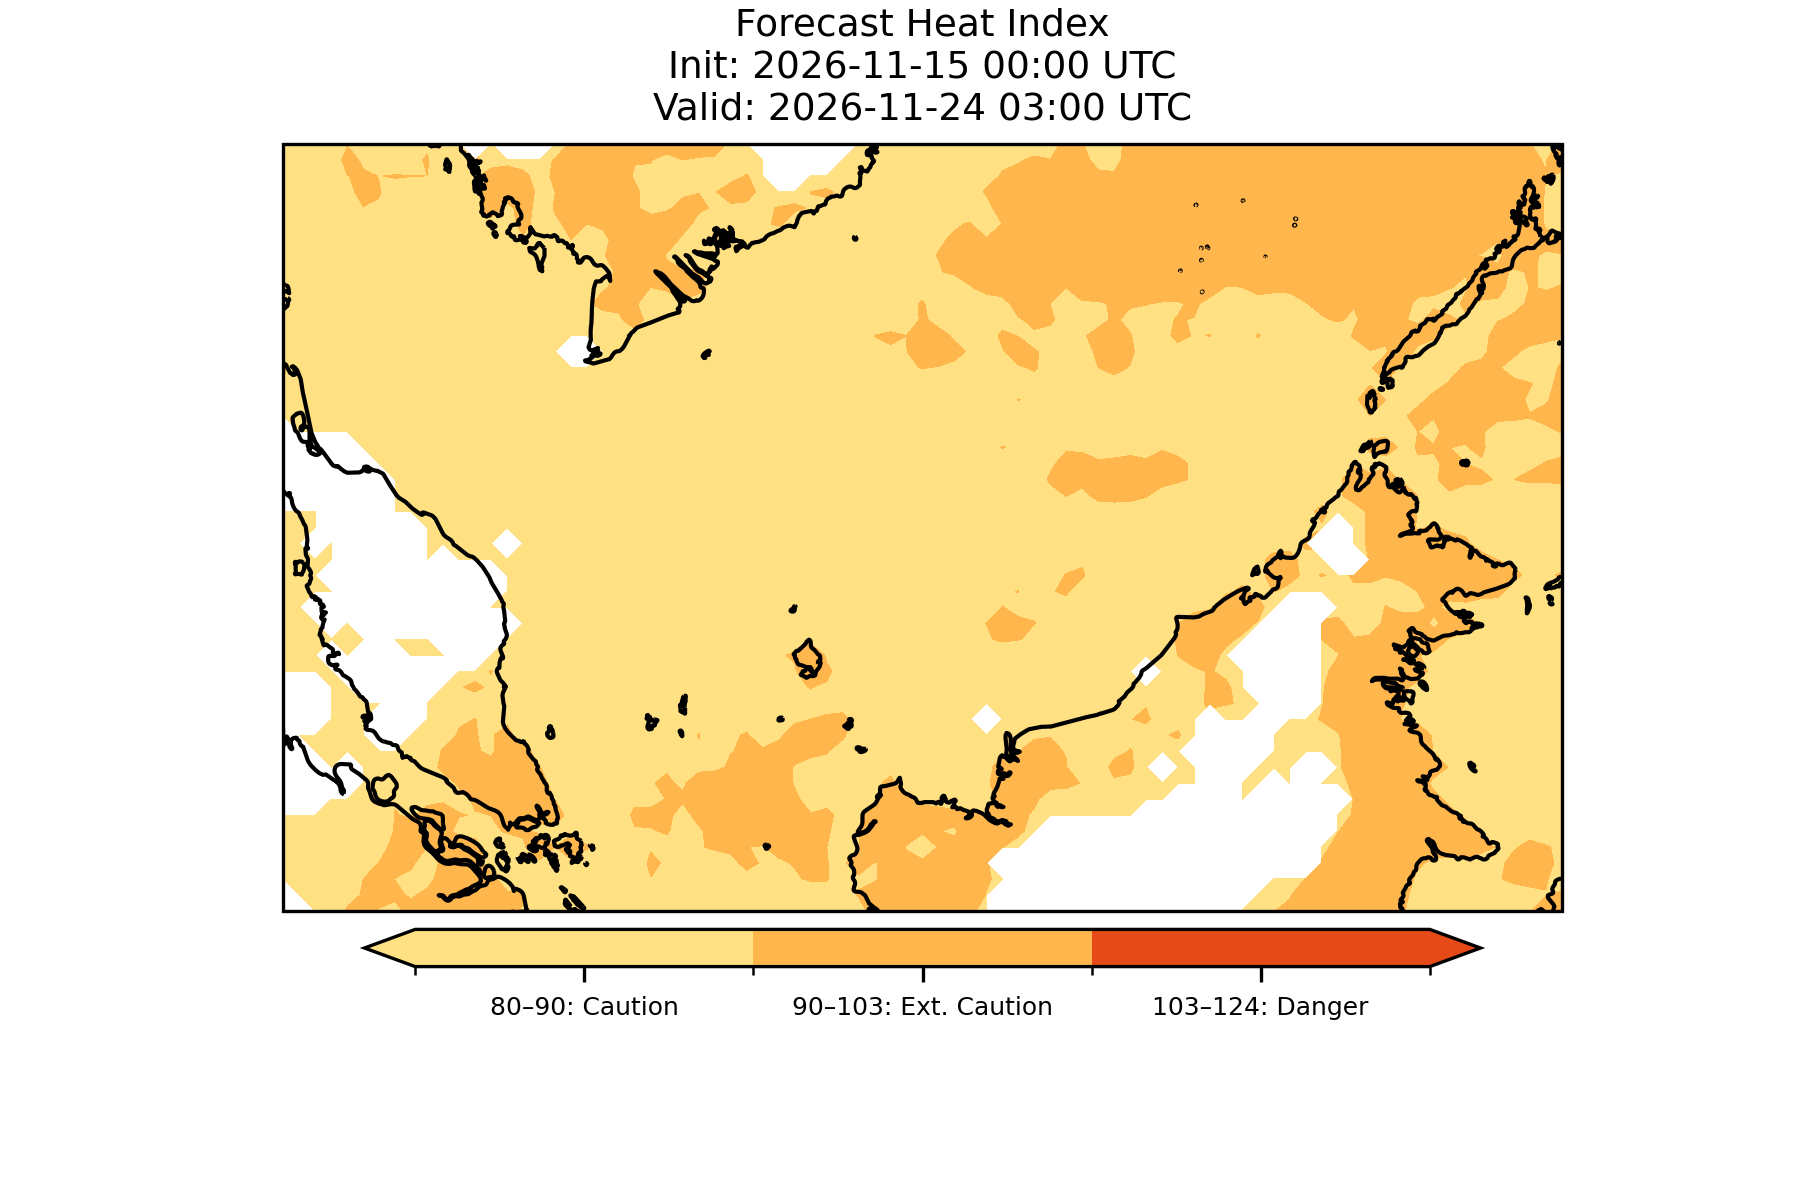 Forecast Heat Index
Init: 2026-11-15 00:00 UTC
Valid: 2026-11-24 03:00 UTC
80–90: Caution
90–103: Ext. Caution
103–124: Danger